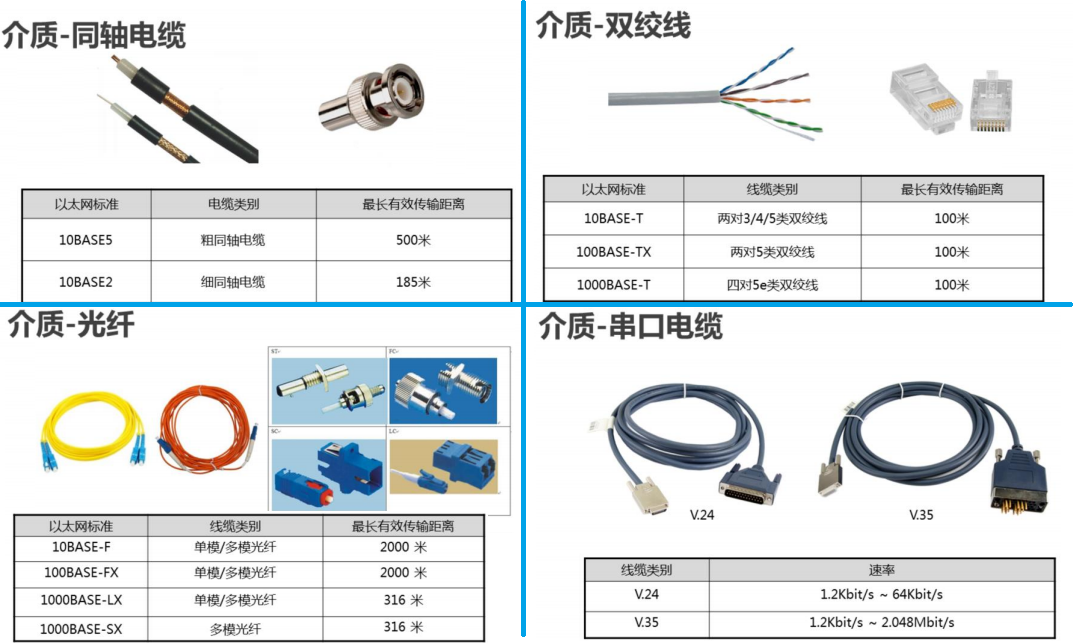 介质-同轴电缆
以太网标准 电缆类别 最长有效传输距离
10BASE5 粗同轴电缆 500米
10BASE2 细同轴电缆 185米
介质-双绞线
以太网标准 线缆类别 最长有效传输距离
10BASE-T 两对3/4/5类双绞线 100米
100BASE-TX 两对5类双绞线 100米
1000BASE-T 四对5e类双绞线 100米
介质-光纤
ST FC
SC LC
以太网标准 线缆类别 最长有效传输距离
10BASE-F 单模/多模光纤 2000 米
100BASE-FX 单模/多模光纤 2000 米
1000BASE-LX 单模/多模光纤 316 米
1000BASE-SX 多模光纤 316 米
介质-串口电缆
V.24 V.35
线缆类别 速率
V.24 1.2Kbit/s ~ 64Kbit/s
V.35 1.2Kbit/s ~ 2.048Mbit/s